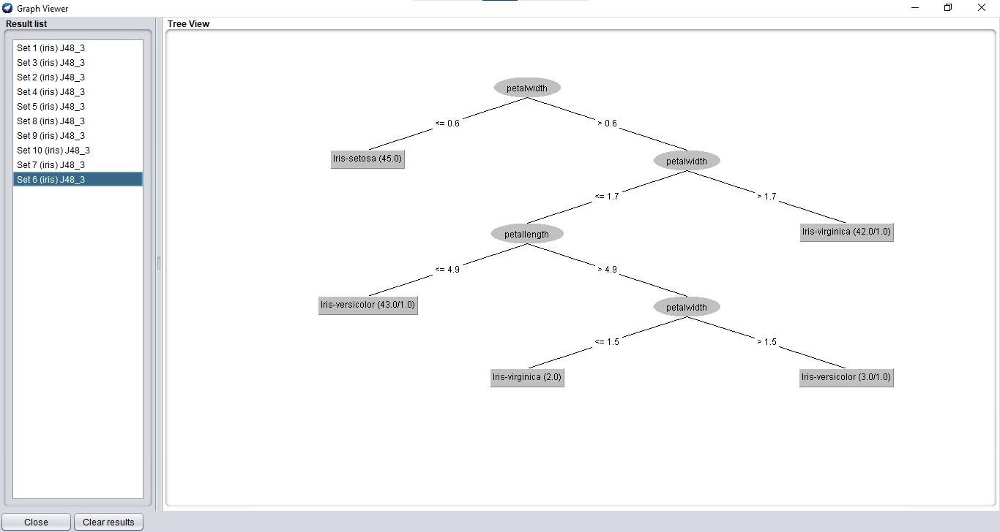 Graph Viewer
Result list
Set 1 (iris) J48_3
Set 3 (iris) J48_3
Set 2 (iris) J48_3
Set 4 (iris) J48_3
Set 5 (iris) J48_3
Set 8 (iris) J48_3
Set 9 (iris) J48_3
Set 10 (iris) J48_3
Set 7 (iris) J48_3
Set 6 (iris) J48_3
Close
Clear results
Tree View
petalwidth
<= 0.6
> 0.6
Iris-setosa (45.0)
petalwidth
<= 1.7
> 1.7
petallength
Iris-virginica (42.0/1.0)
<= 4.9
> 4.9
Iris-versicolor (43.0/1.0)
petalwidth
<= 1.5
> 1.5
Iris-virginica (2.0)
Iris-versicolor (3.0/1.0)